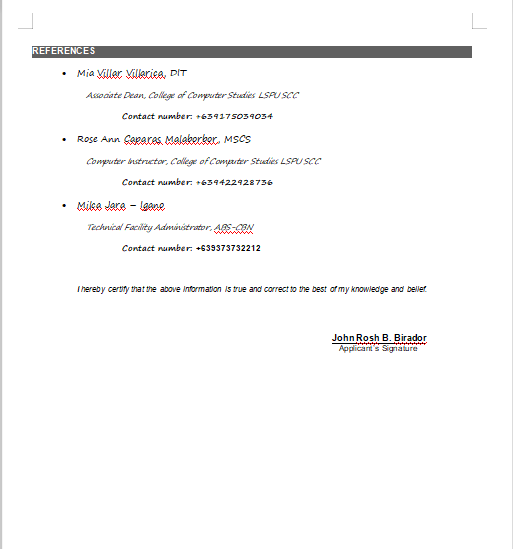 REFERENCES
• Mia Villar Villarica, DIT
Associate Dean, College of Computer Studies LSPU SCC
Contact number: +639175039034
• Rose Ann Caparas Malaborbor, MSCS
Computer Instructor, College of Computer Studies LSPU SCC
Contact number: +639422928736
• Milca Jara – Igano
Technical Facility Administrator, ABS-CBN
Contact number: +639373732212
I hereby certify that the above information is true and correct to the best of my knowledge and belief.
John Rosh B. Birador
Applicant's Signature